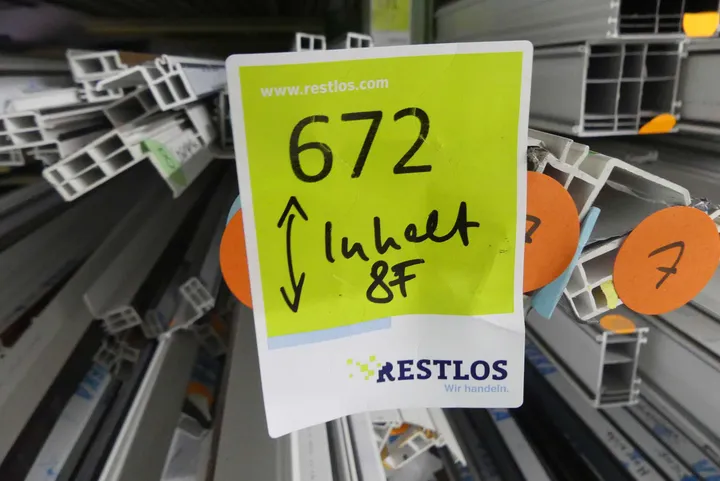 www.restlos.com
672
Inhalt
8F
RESTLOS
Wir handeln.
7
7